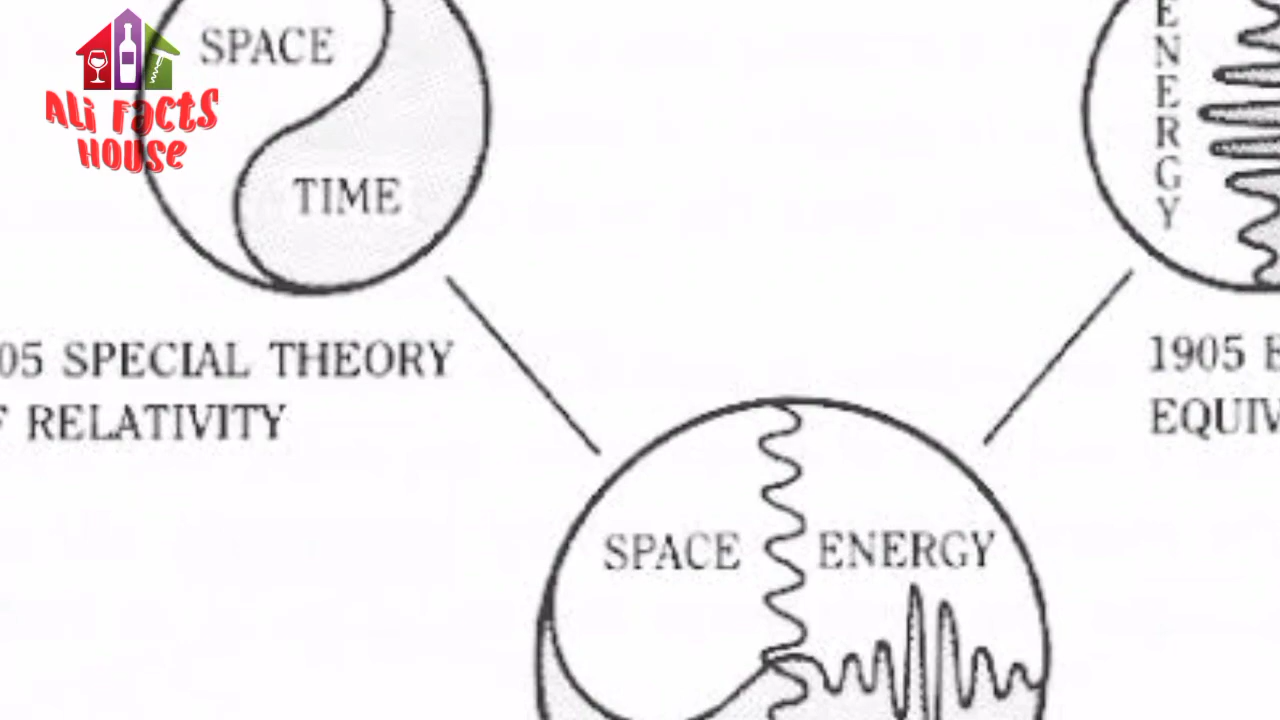 SPACE
TIME
ALi FACTS
HOUSE
ENERGY
05 SPECIAL THEORY
RELATIVITY
1905
EQUIV
SPACE ENERGY